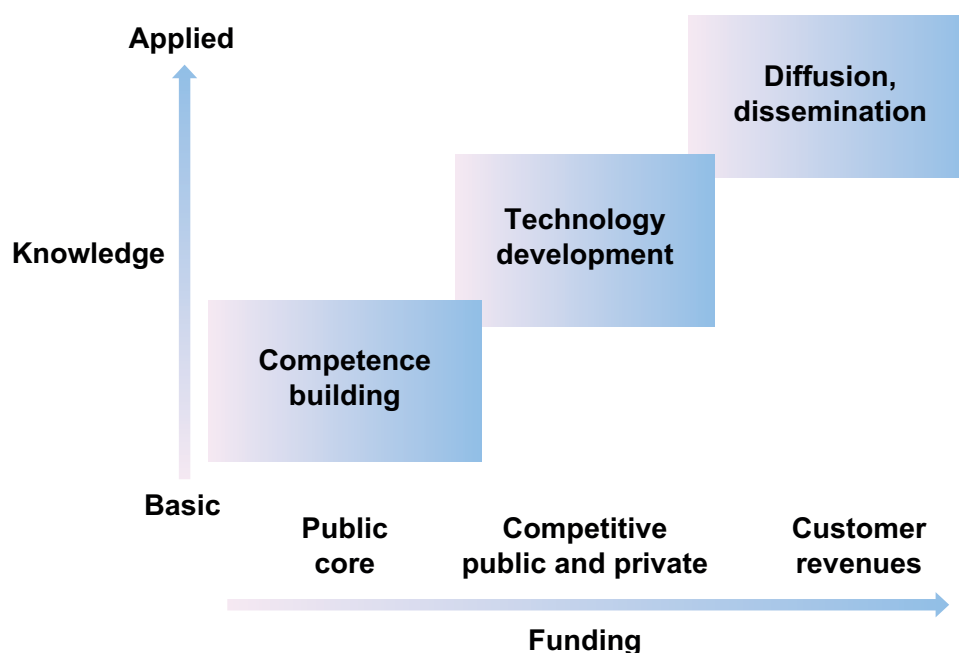 Applied
Diffusion,
dissemination
Technology
development
Knowledge
Competence
building
Basic
Public
core
Competitive
public and private
Customer
revenues
Funding